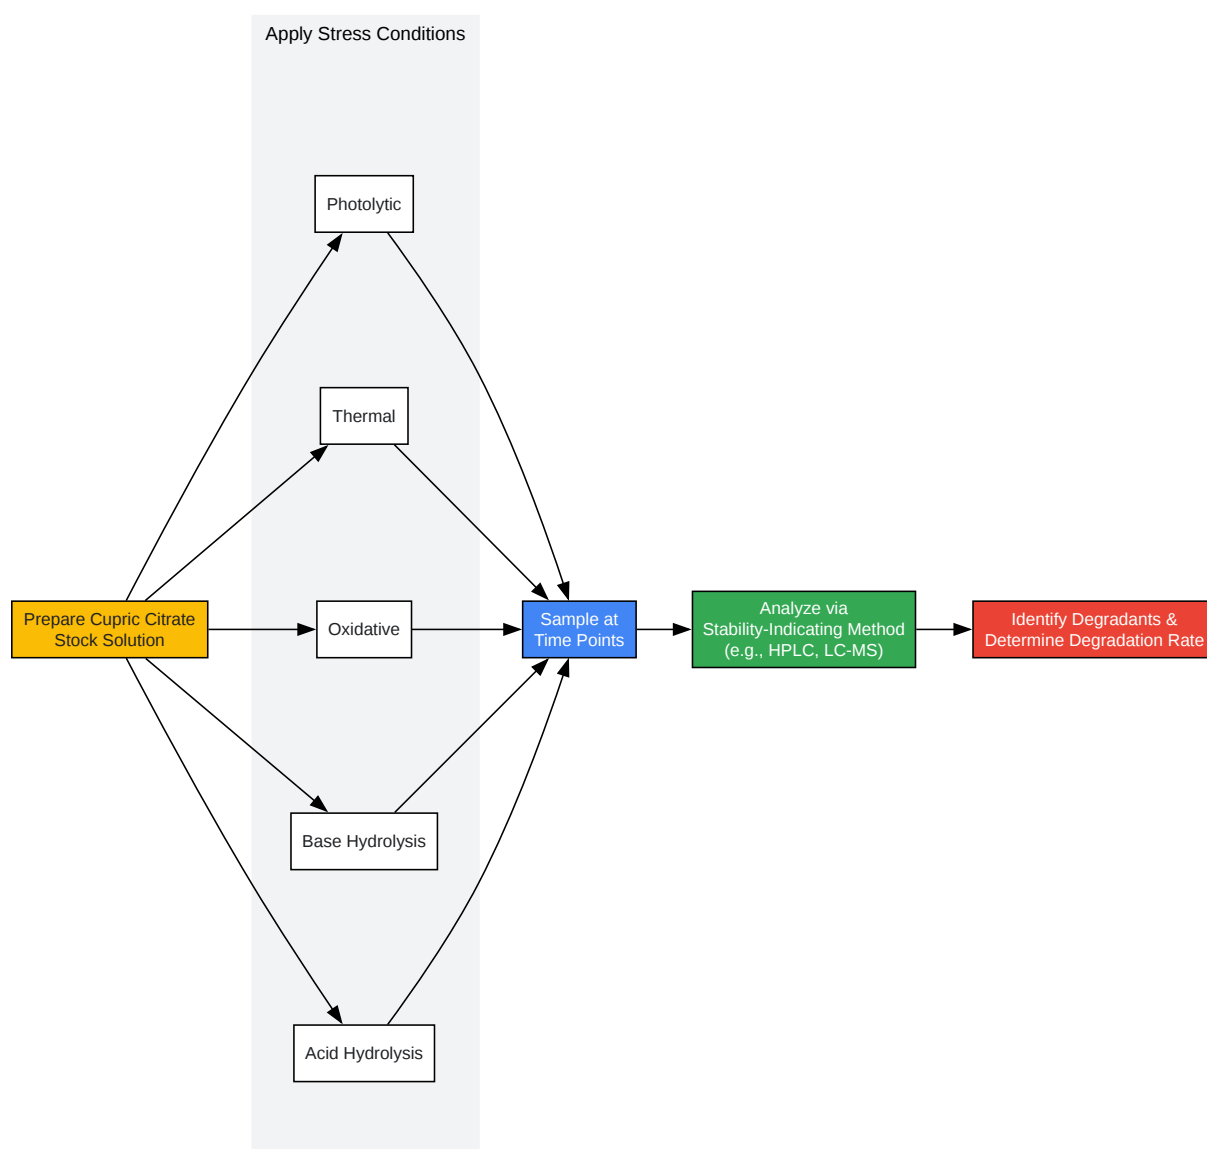 Apply Stress Conditions
Photolytic
Thermal
Prepare Cupric Citrate
Stock Solution
Oxidative
Sample at
Time Points
Analyze via
Stability-Indicating Method
(e.g., HPLC, LC-MS)
Identify Degradants &
Determine Degradation Rate
Base Hydrolysis
Acid Hydrolysis